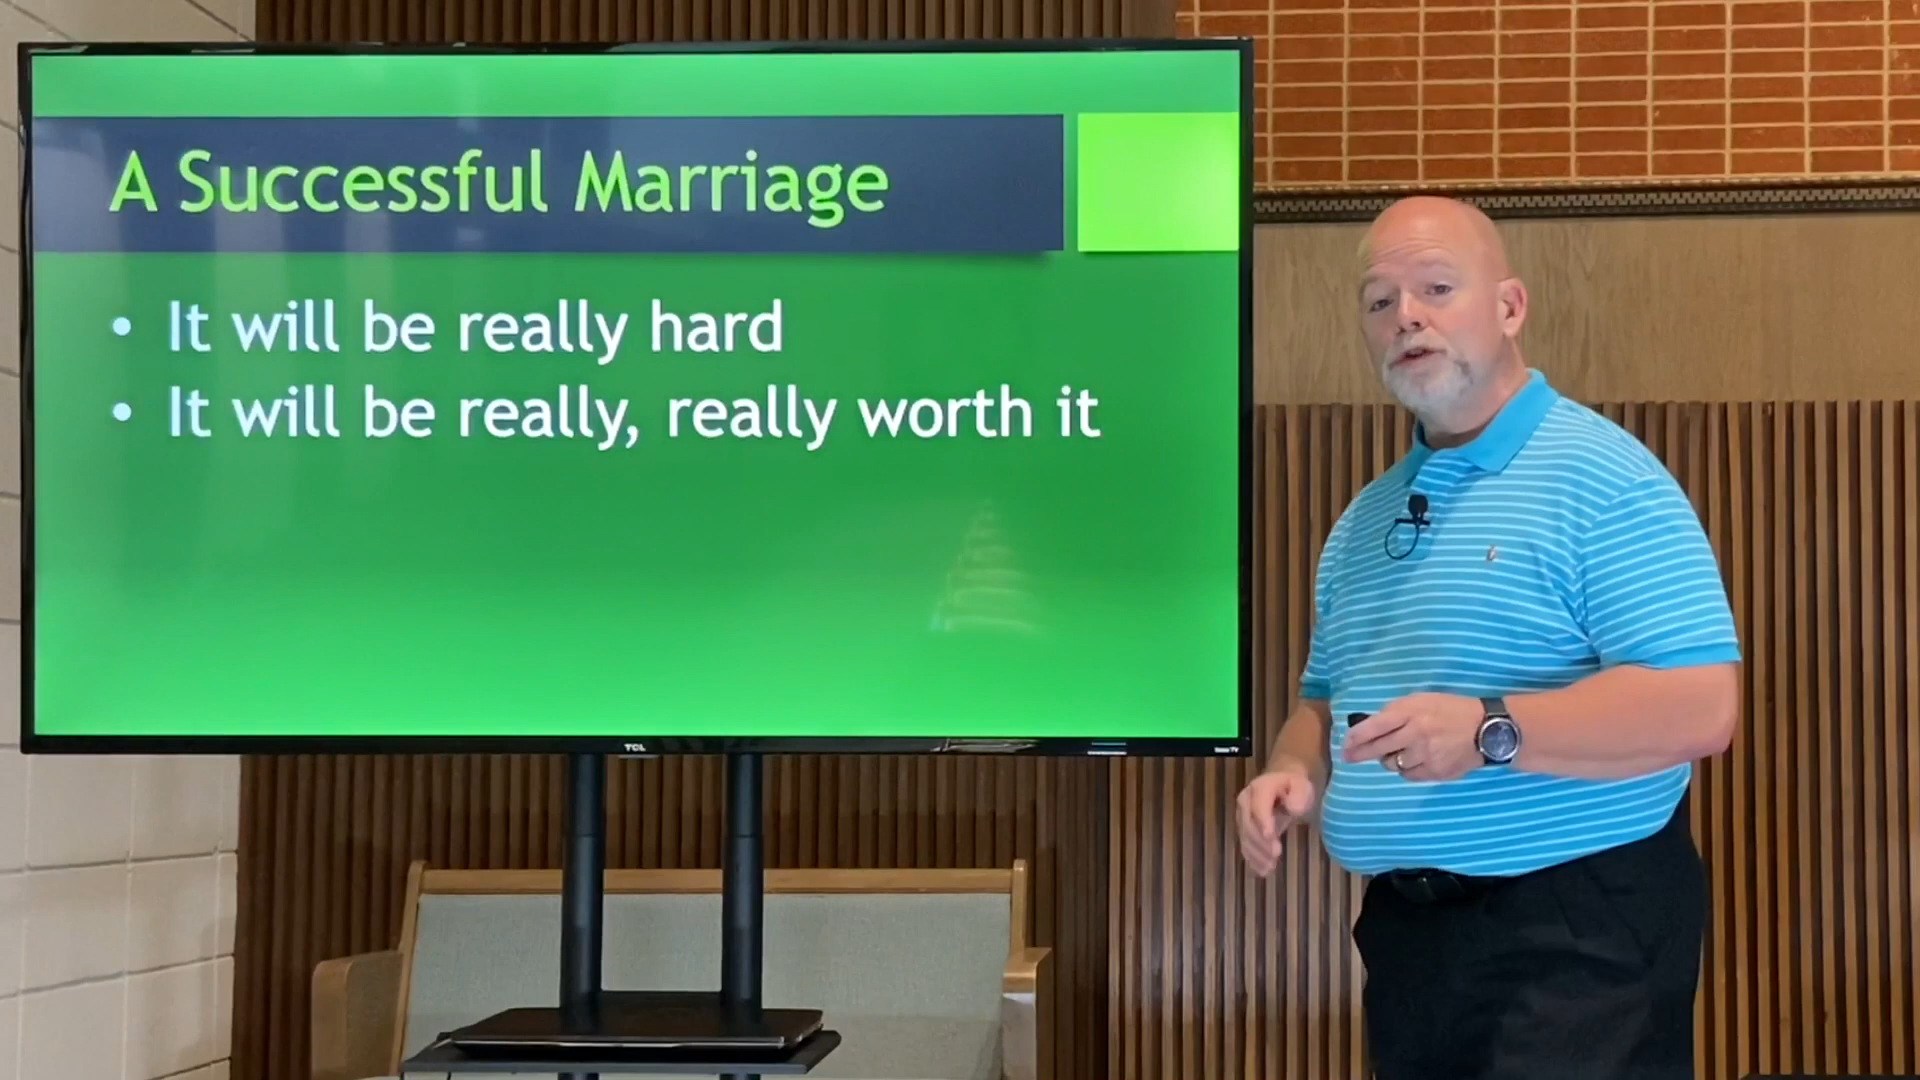 A Successful Marriage
• It will be really hard
• It will be really, really worth it
TCL